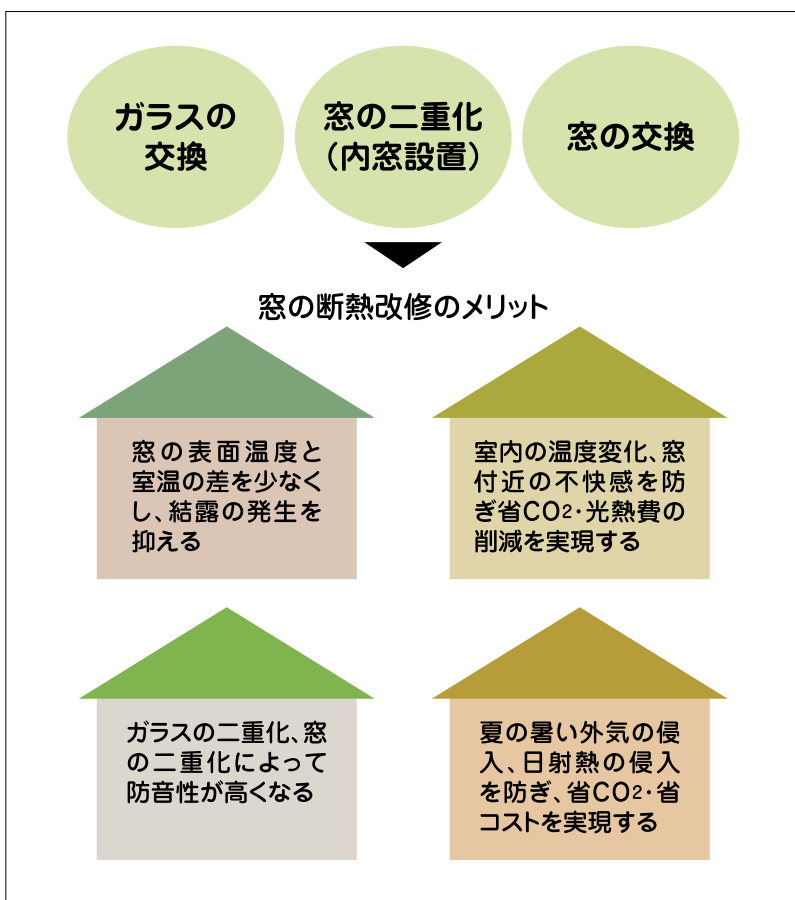 ガラスの
交換
窓の二重化
（内窓設置）
窓の交換
窓の断熱改修のメリット
窓の表面温度と
室温の差を少なく
し、結露の発生を
抑える
室内の温度変化、窓
付近の不快感を防
ぎ省CO2・光熱費の
削減を実現する
ガラスの二重化、窓
の二重化によって
防音性が高くなる
夏の暑い外気の侵
入、日射熱の侵入
を防ぎ、省CO2・省
コストを実現する